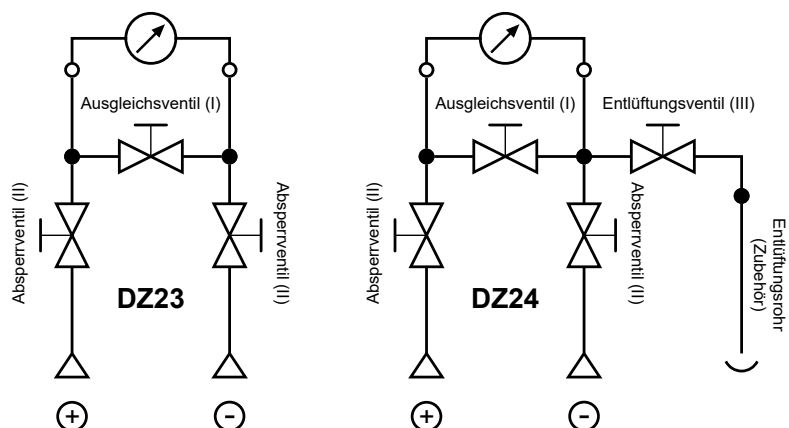 Ausgleichsventil (I)
Absperrventil (II)
Absperrventil (II)
DZ23
+
-
Ausgleichsventil (I)
Entlüftungsventil (III)
Absperrventil (II)
Absperrventil (II)
Entlüftungsrohr
(Zubehör)
DZ24
+
-